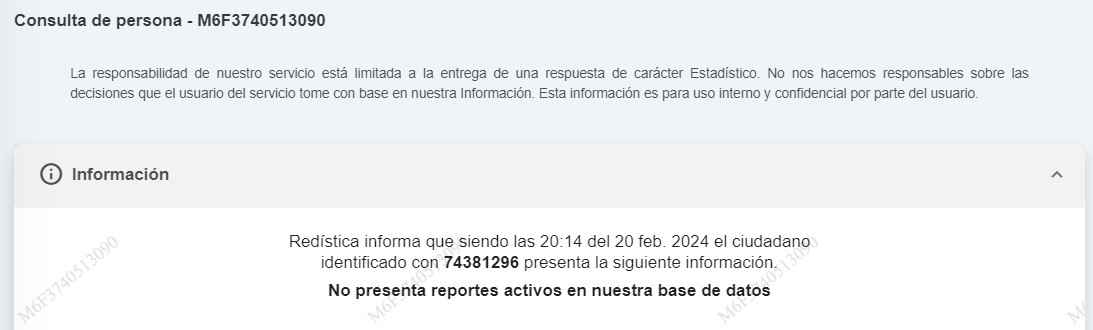 Consulta de persona - M6F3740513090
La responsabilidad de nuestro servicio está limitada a la entrega de una respuesta de carácter Estadístico. No nos hacemos responsables sobre las
decisiones que el usuario del servicio tome con base en nuestra Información. Esta información es para uso interno y confidencial por parte del usuario.
Información
Redística informa que siendo las 20:14 del 20 feb. 2024 el ciudadano
identificado con 74381296 presenta la siguiente información.
No presenta reportes activos en nuestra base de datos
M6F3740513090
M6F3740513090
M6F3740513090